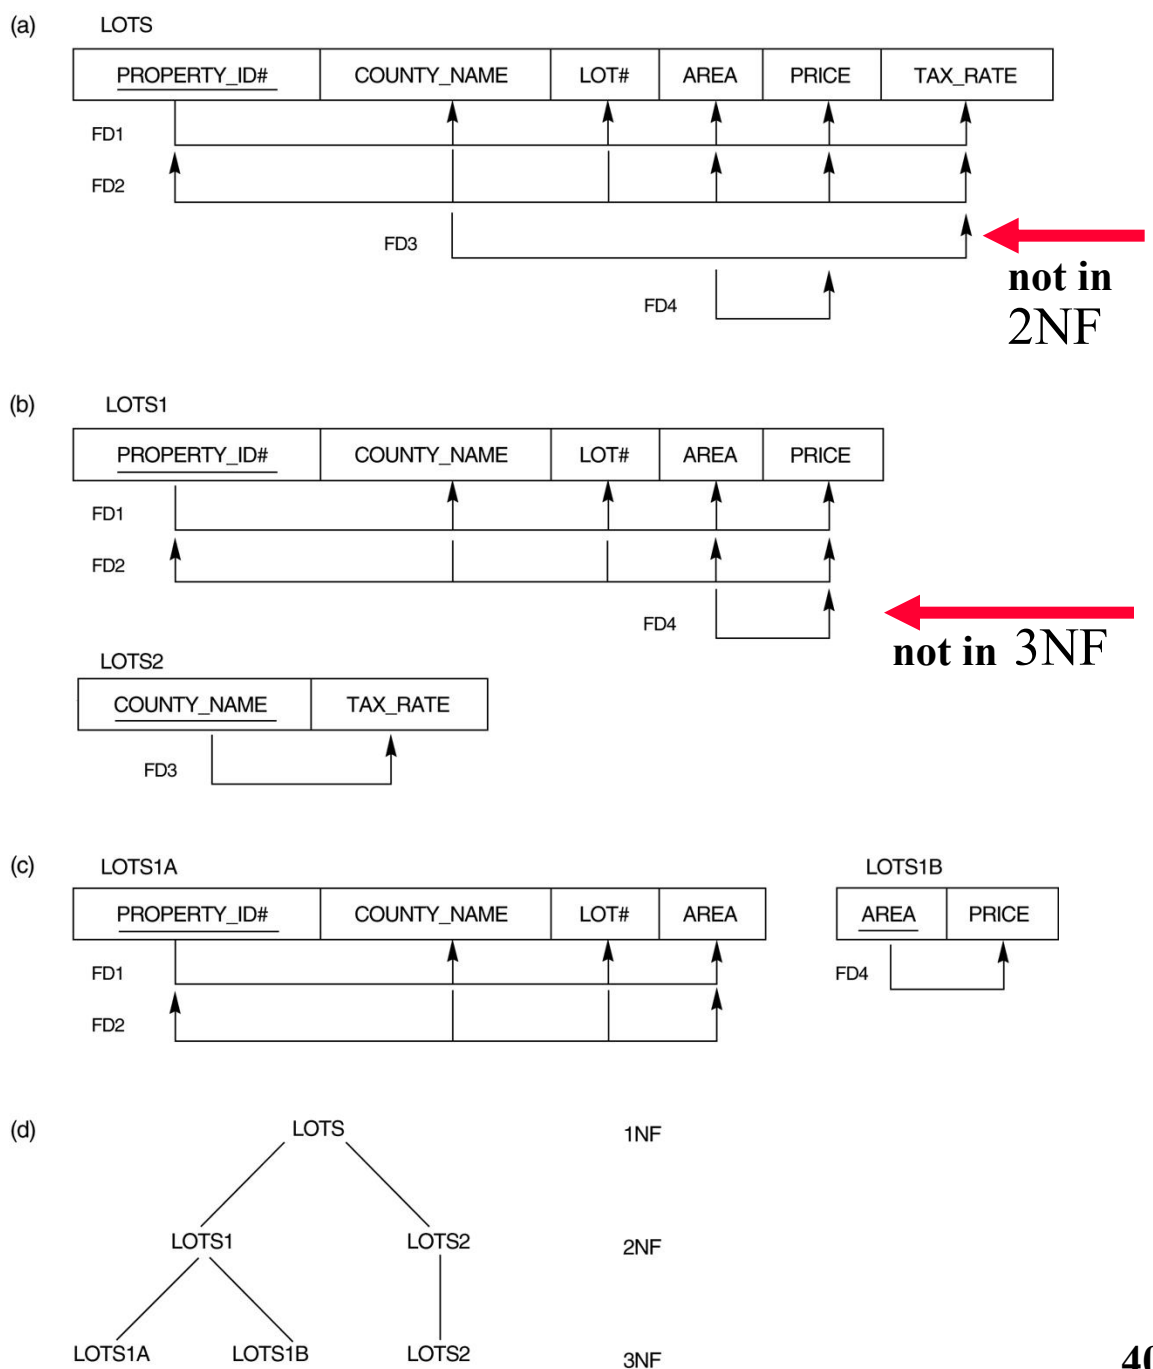 (a) LOTS
PROPERTY_ID# COUNTY_NAME LOT# AREA PRICE TAX_RATE
FD1
FD2
FD3
not in
2NF
FD4
(b) LOTS1
PROPERTY_ID# COUNTY_NAME LOT# AREA PRICE
FD1
FD2
FD4
not in 3NF
LOTS2
COUNTY_NAME TAX_RATE
FD3
(c) LOTS1A LOTS1B
PROPERTY_ID# COUNTY_NAME LOT# AREA AREA PRICE
FD1 FD4
FD2
(d) LOTS 1NF
LOTS1 LOTS2 2NF
LOTS1A LOTS1B LOTS2 3NF